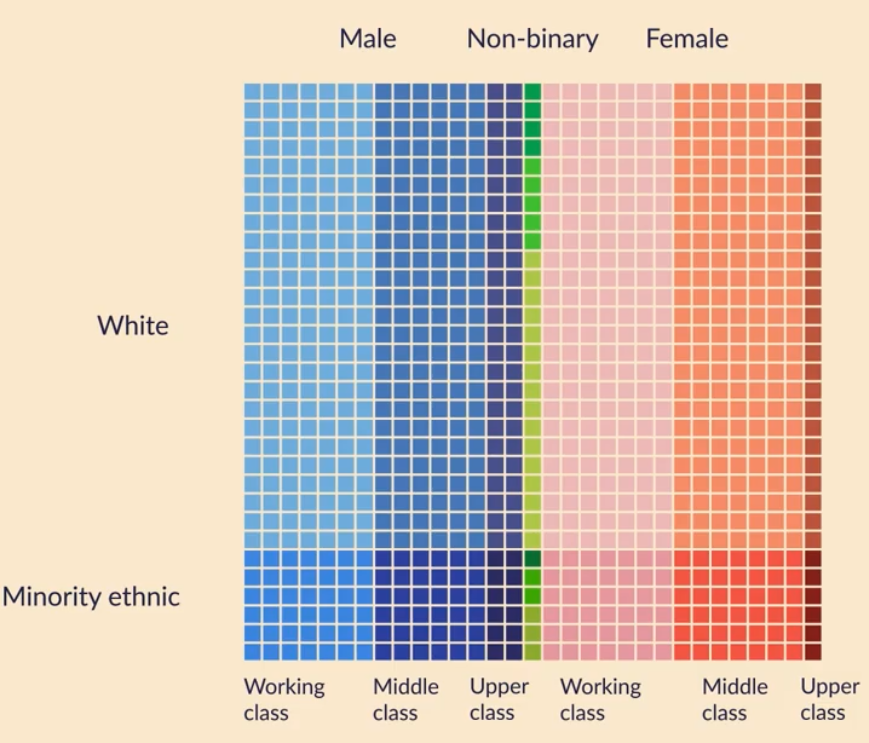 Male Non-binary Female
White
Minority ethnic
Working Middle Upper Working Middle Upper
class class class class class class